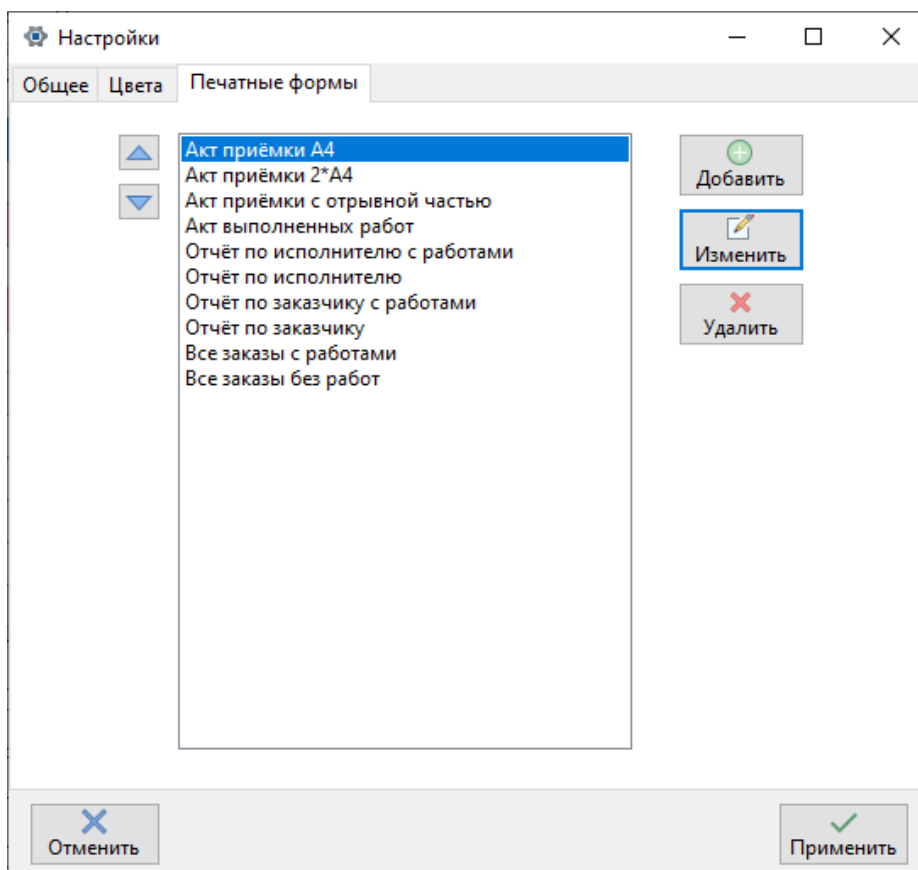 Настройки
Общее Цвета Печатные формы
Акт приёмки А4
Акт приёмки 2*А4
Акт приёмки с отрывной частью
Акт выполненных работ
Отчёт по исполнителю с работами
Отчёт по исполнителю
Отчёт по заказчику с работами
Отчёт по заказчику
Все заказы с работами
Все заказы без работ
Добавить
Изменить
Удалить
Отменить
Применить